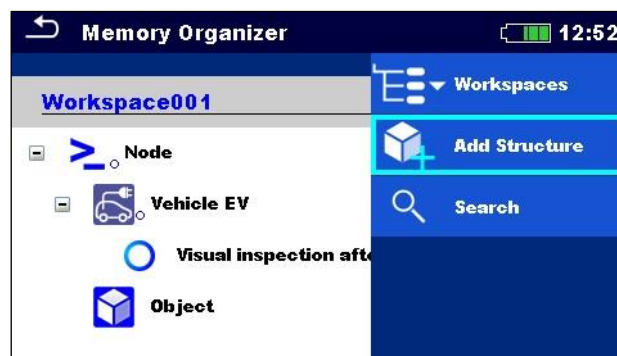 Memory Organizer 12:52
Workspace001
Node
Vehicle EV
Visual inspection afte
Object
Workspaces
Add Structure
Search